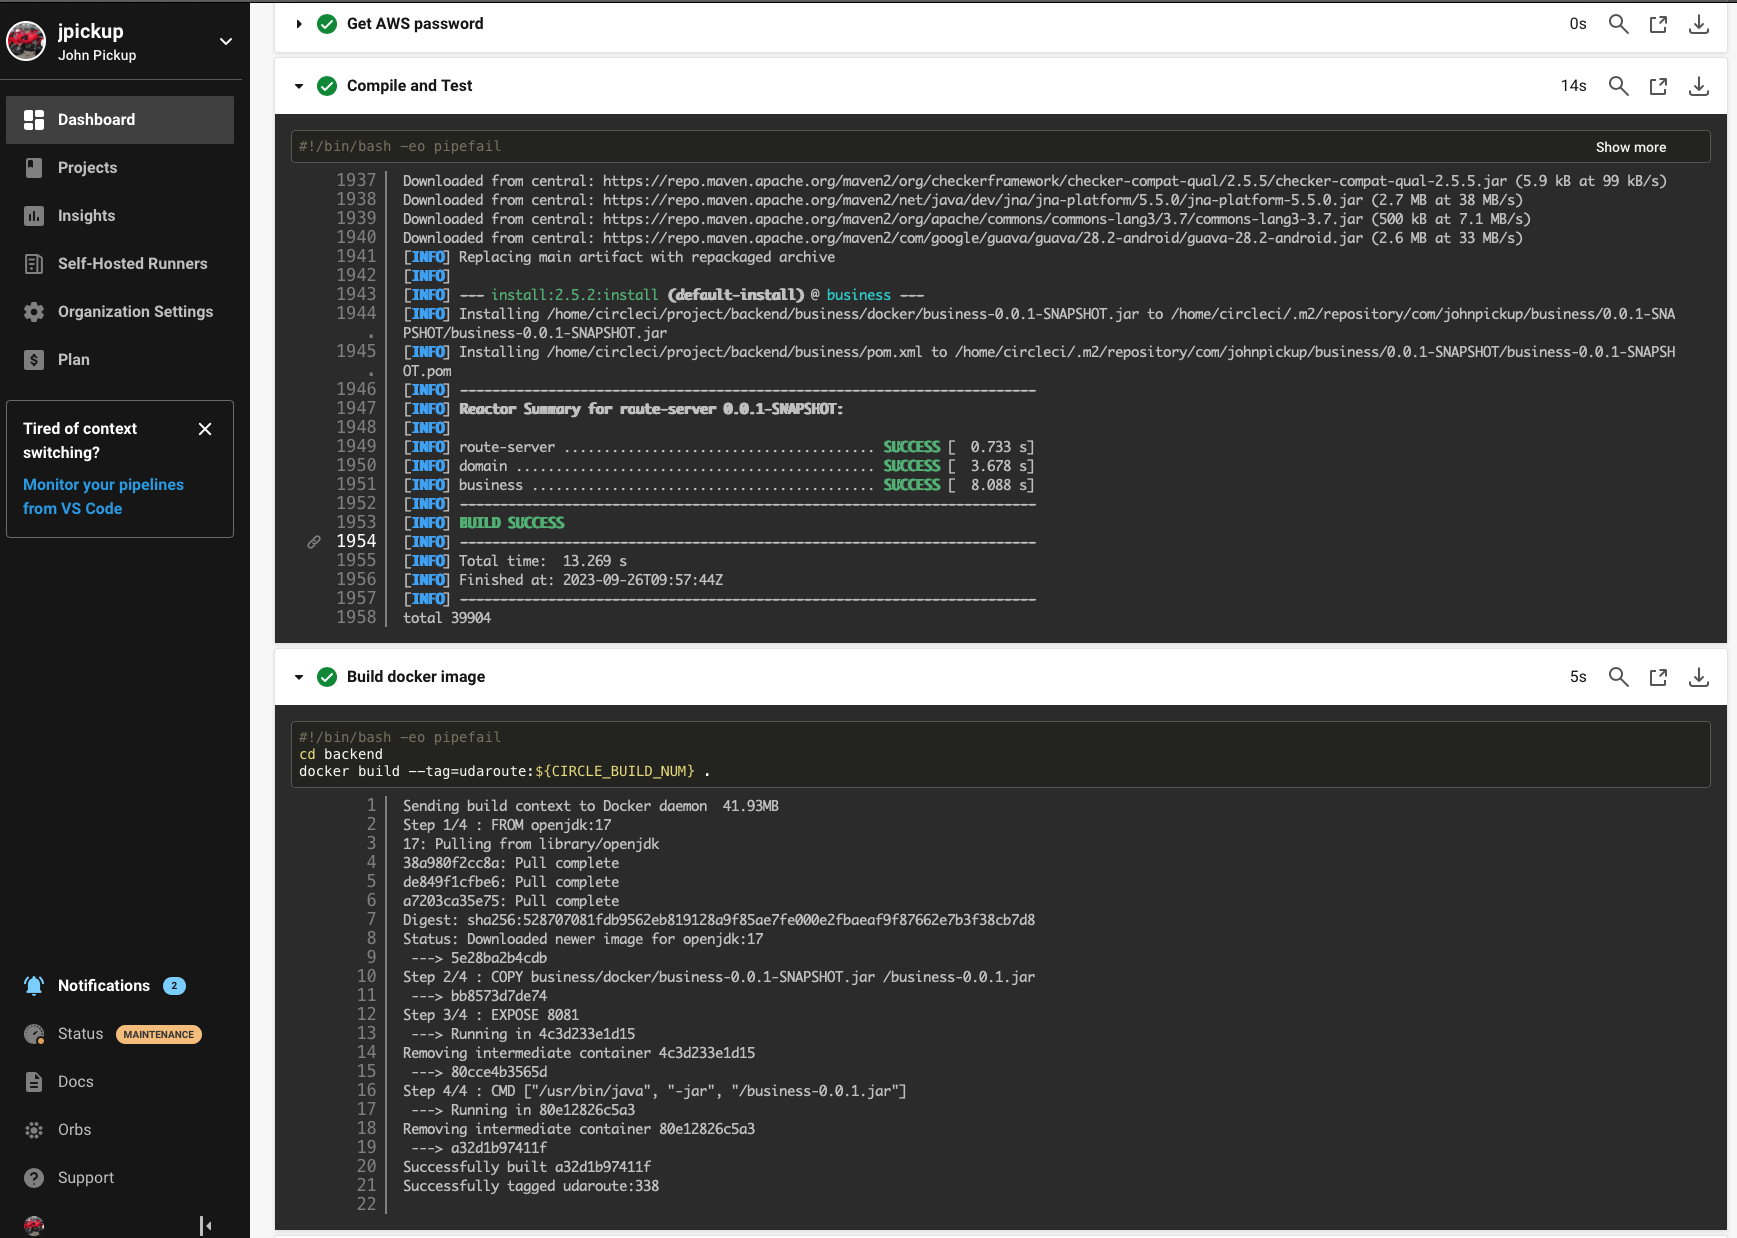 jpickup
John Pickup
Dashboard
Projects
Insights
Self-Hosted Runners
Organization Settings
$ Plan
Tired of context
switching?
Monitor your pipelines
from VS Code
Notifications 2
Status MAINTENANCE
Docs
Orbs
? Support
Get AWS password 0s
Compile and Test 14s
#!/bin/bash -eo pipefail Show more
1937 Downloaded from central: https://repo.maven.apache.org/maven2/org/checkerframework/checker-compat-qual/2.5.5/checker-compat-qual-2.5.5.jar (5.9 kB at 99 kB/s)
1938 Downloaded from central: https://repo.maven.apache.org/maven2/net/java/dev/jna/jna-platform/5.5.0/jna-platform-5.5.0.jar (2.7 MB at 38 MB/s)
1939 Downloaded from central: https://repo.maven.apache.org/maven2/org/apache/commons/commons-lang3/3.7/commons-lang3-3.7.jar (500 kB at 7.1 MB/s)
1940 Downloaded from central: https://repo.maven.apache.org/maven2/com/google/guava/guava/28.2-android/guava-28.2-android.jar (2.6 MB at 33 MB/s)
1941 [INFO] Replacing main artifact with repackaged archive
1942 [INFO]
1943 [INFO] --- install:2.5.2:install (default-install) @ business ---
1944 [INFO] Installing /home/circleci/project/backend/business/docker/business-0.0.1-SNAPSHOT.jar to /home/circleci/.m2/repository/com/johnpickup/business/0.0.1-SNA
. PSHOT/business-0.0.1-SNAPSHOT.jar
1945 [INFO] Installing /home/circleci/project/backend/business/pom.xml to /home/circleci/.m2/repository/com/johnpickup/business/0.0.1-SNAPSHOT/business-0.0.1-SNAPSH
. OT.pom
1946 [INFO] ------------------------------------------------------------------------
1947 [INFO] Reactor Summary for route-server 0.0.1-SNAPSHOT:
1948 [INFO]
1949 [INFO] route-server ....................................... SUCCESS [  0.733 s]
1950 [INFO] domain ............................................. SUCCESS [  3.678 s]
1951 [INFO] business ........................................... SUCCESS [  8.088 s]
1952 [INFO] ------------------------------------------------------------------------
1953 [INFO] BUILD SUCCESS
1954 [INFO] ------------------------------------------------------------------------
1955 [INFO] Total time:  13.269 s
1956 [INFO] Finished at: 2023-09-26T09:57:44Z
1957 [INFO] ------------------------------------------------------------------------
1958 total 39904
Build docker image 5s
#!/bin/bash -eo pipefail
cd backend
docker build --tag=udaroute:${CIRCLE_BUILD_NUM} .
1 Sending build context to Docker daemon  41.93MB
2 Step 1/4 : FROM openjdk:17
3 17: Pulling from library/openjdk
4 38a980f2cc8a: Pull complete
5 de849f1cfbe6: Pull complete
6 a7203ca35e75: Pull complete
7 Digest: sha256:528707081fdb9562eb819128a9f85ae7fe000e2fbaeaf9f87662e7b3f38cb7d8
8 Status: Downloaded newer image for openjdk:17
9 ---> 5e28ba2b4cdb
10 Step 2/4 : COPY business/docker/business-0.0.1-SNAPSHOT.jar /business-0.0.1.jar
11 ---> bb8573d7de74
12 Step 3/4 : EXPOSE 8081
13 ---> Running in 4c3d233e1d15
14 Removing intermediate container 4c3d233e1d15
15 ---> 80cce4b3565d
16 Step 4/4 : CMD ["/usr/bin/java", "-jar", "/business-0.0.1.jar"]
17 ---> Running in 80e12826c5a3
18 Removing intermediate container 80e12826c5a3
19 ---> a32d1b97411f
20 Successfully built a32d1b97411f
21 Successfully tagged udaroute:338
22